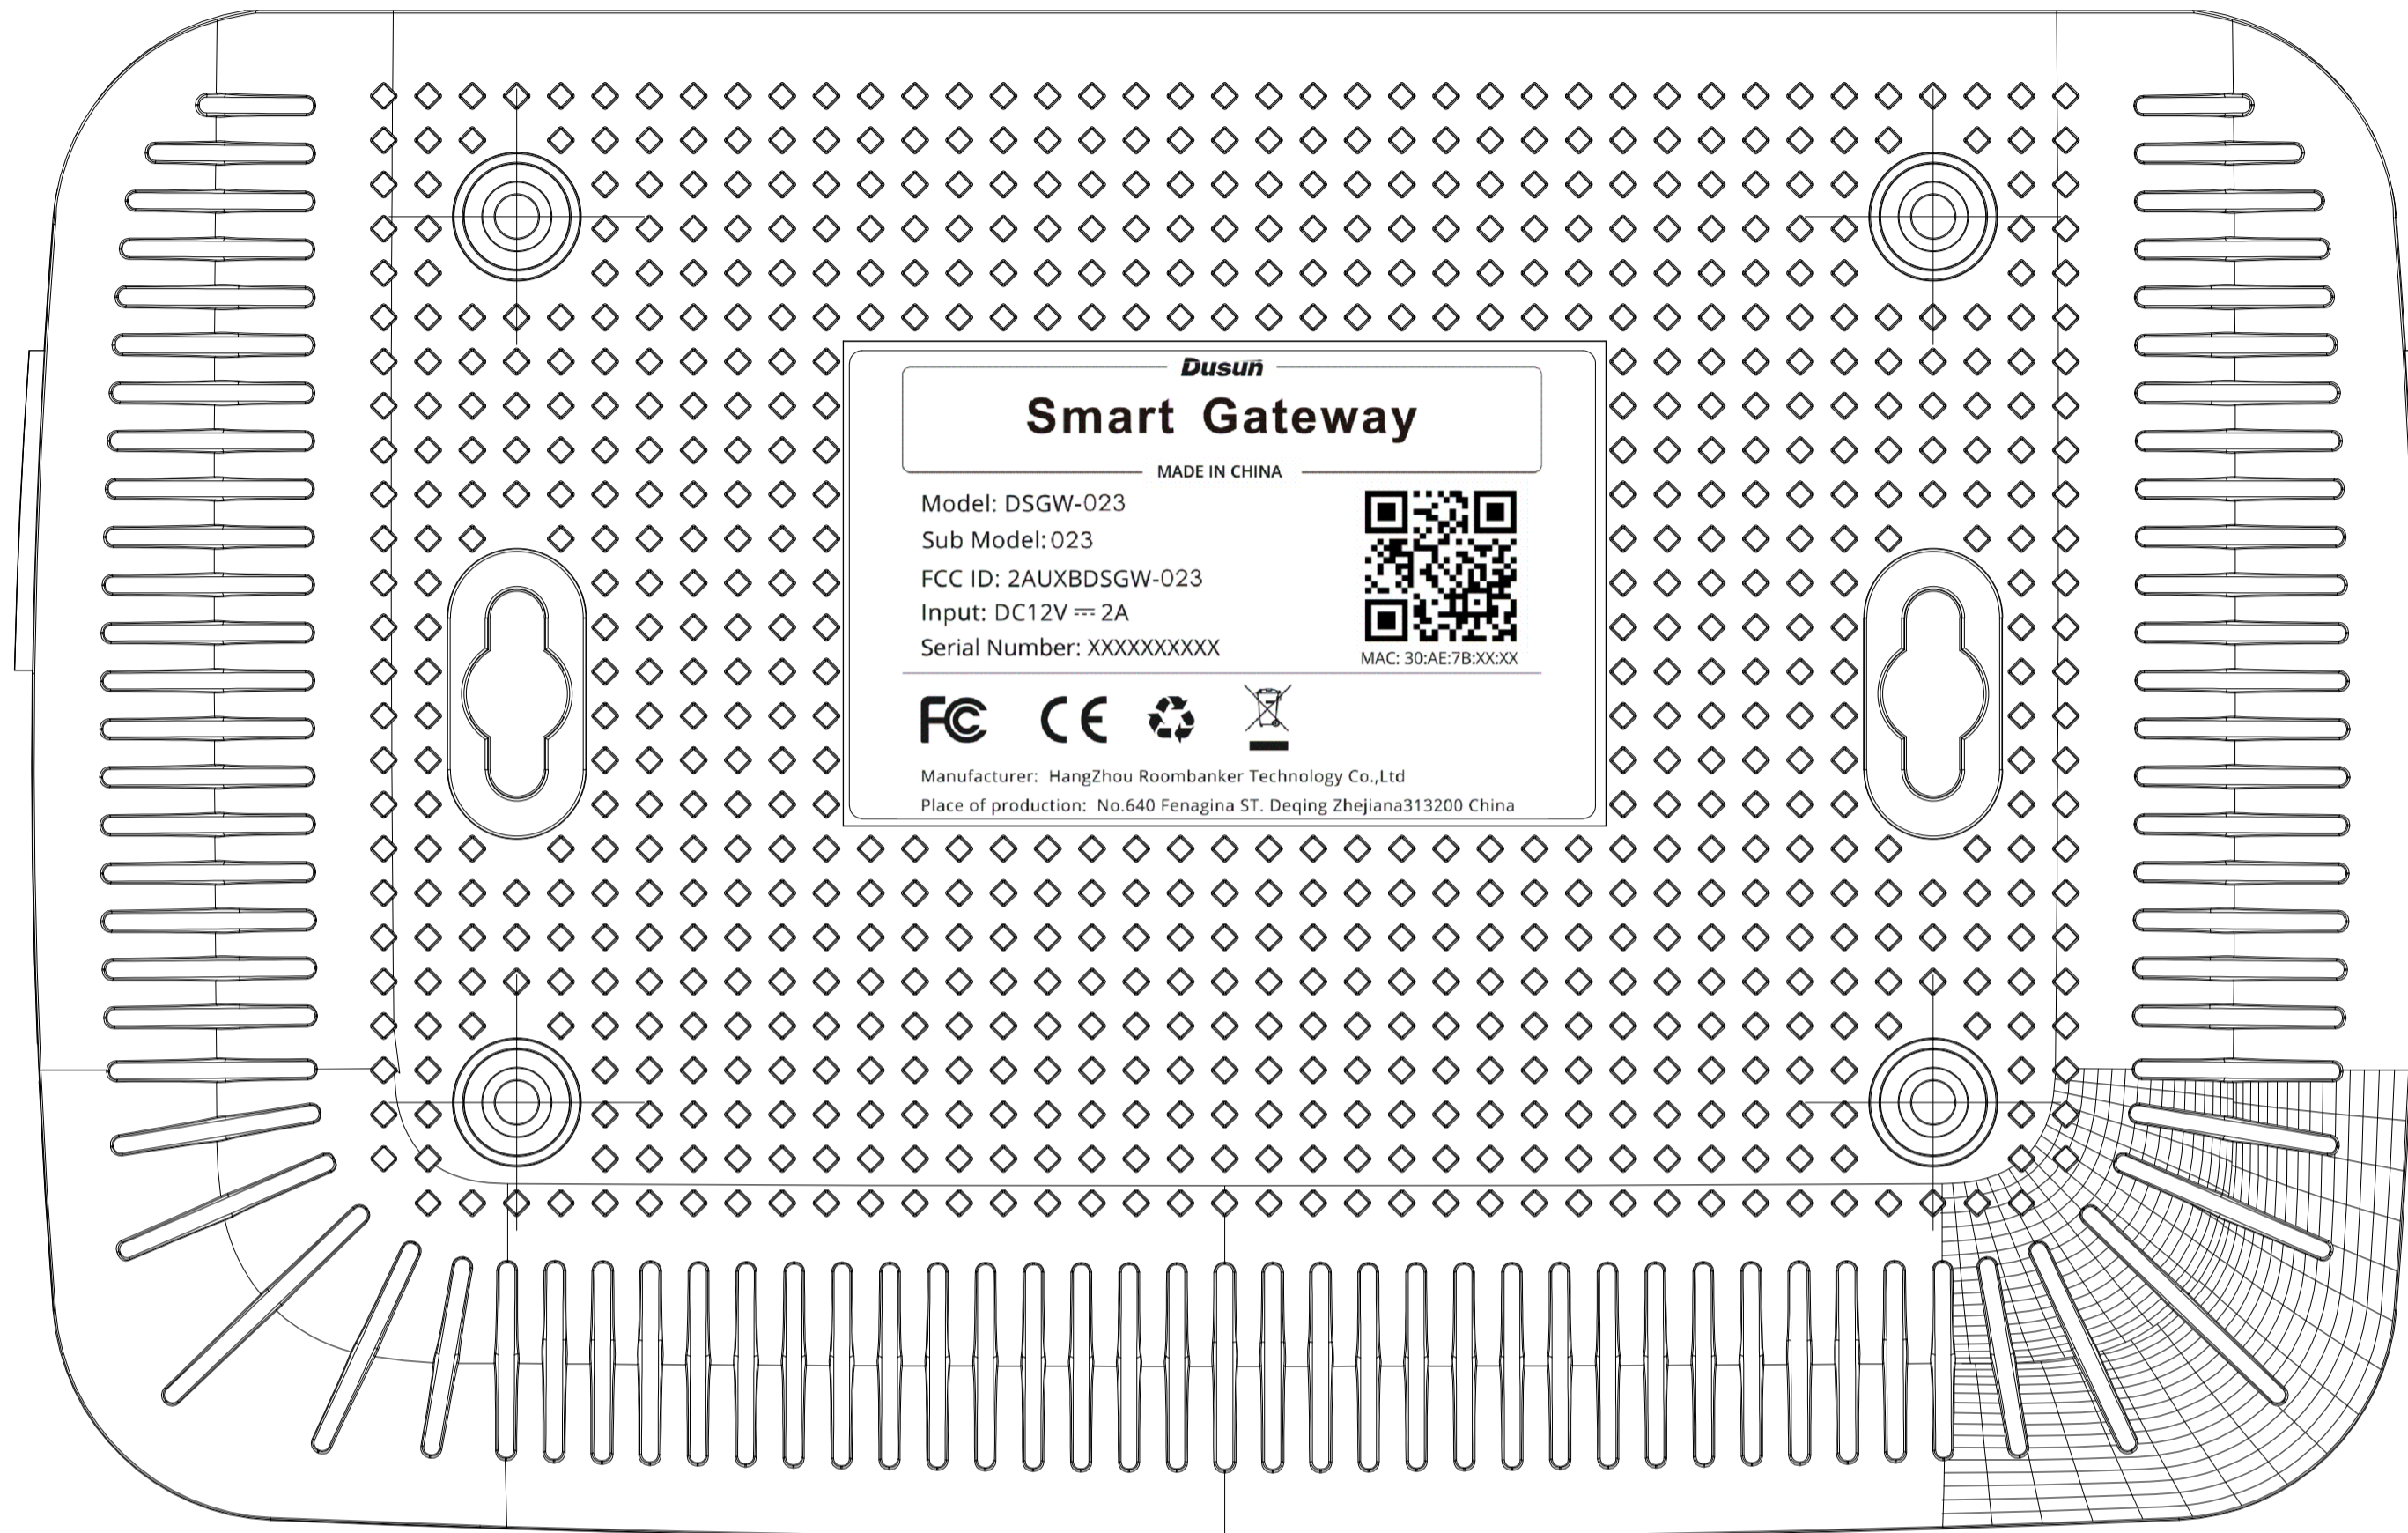 Dusun
Smart Gateway
MADE IN CHINA
Model: DSGW-023
Sub Model: 023
FCC ID: 2AUXBDSGW-023
Input: DC12V ⎓ 2A
Serial Number: XXXXXXXXXX
MAC: 30:AE:7B:XX:XX
FC CE
Manufacturer: HangZhou Roombanker Technology Co.,Ltd
Place of production: No.640 Fenagina ST. Deqing Zhejiana313200 China